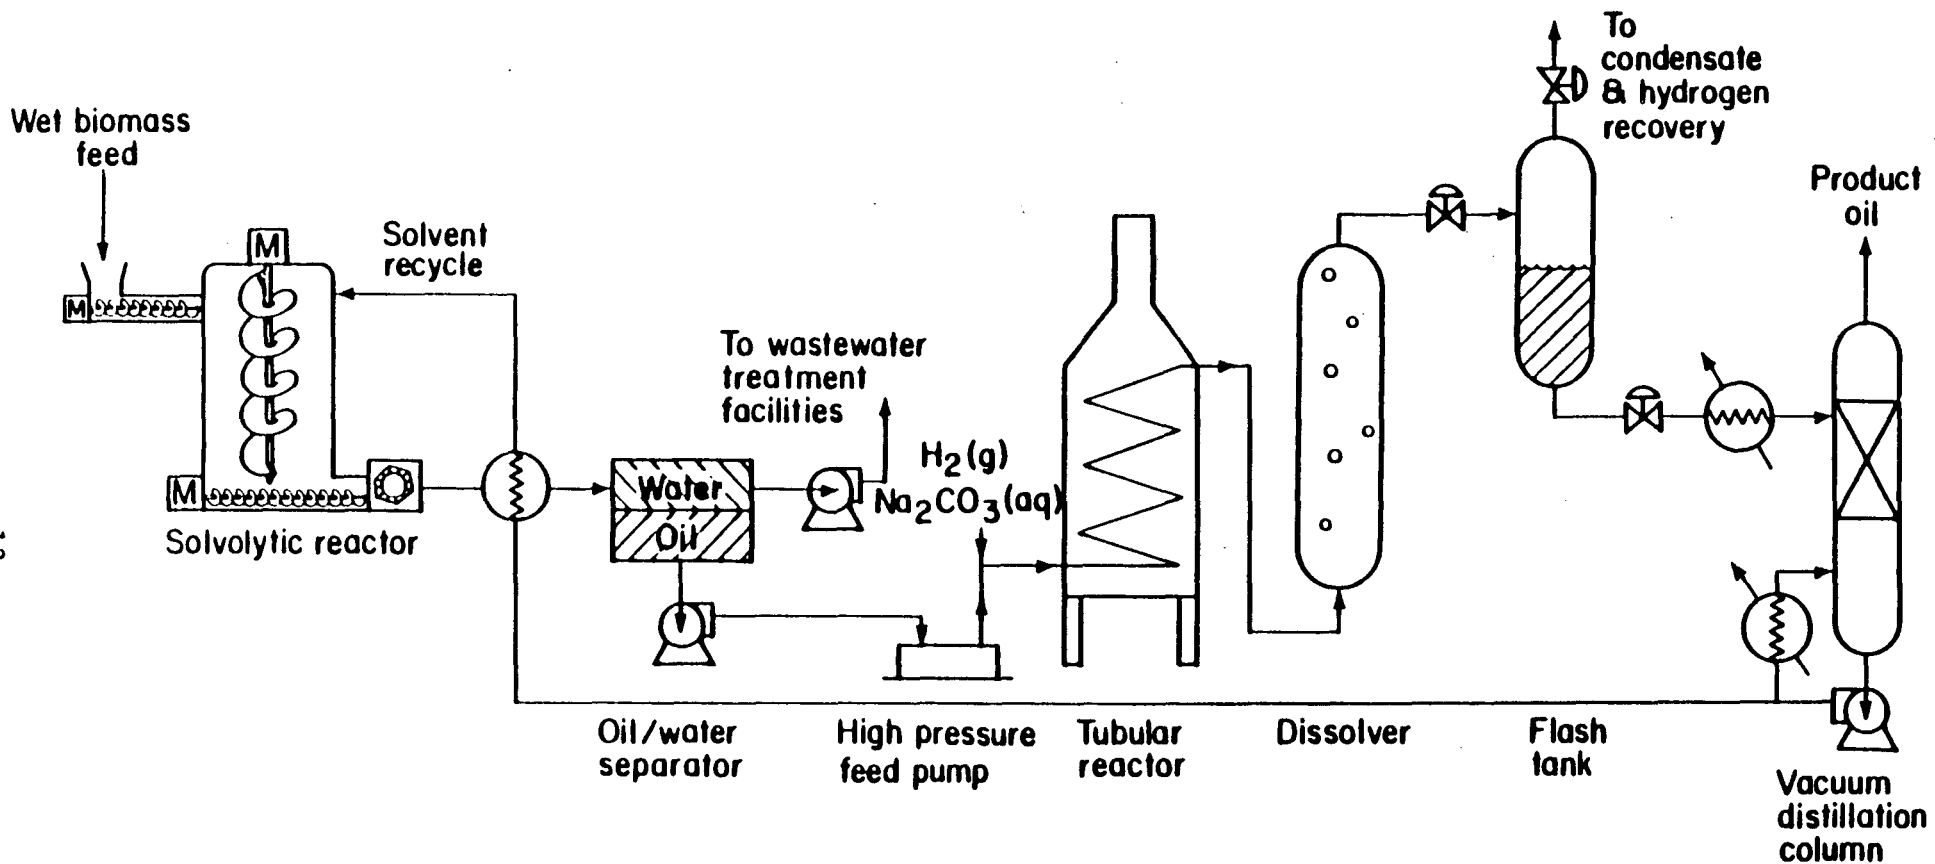 To
condensate
& hydrogen
recovery
Wet biomass
feed
Product
oil
M
Solvent
recycle
M
To wastewater
treatment
facilities
H₂(g)
Na₂CO₃(aq)
M
Water
Oil
Solvolytic reactor
Oil/water
separator
High pressure
feed pump
Tubular
reactor
Dissolver
Flash
tank
Vacuum
distillation
column